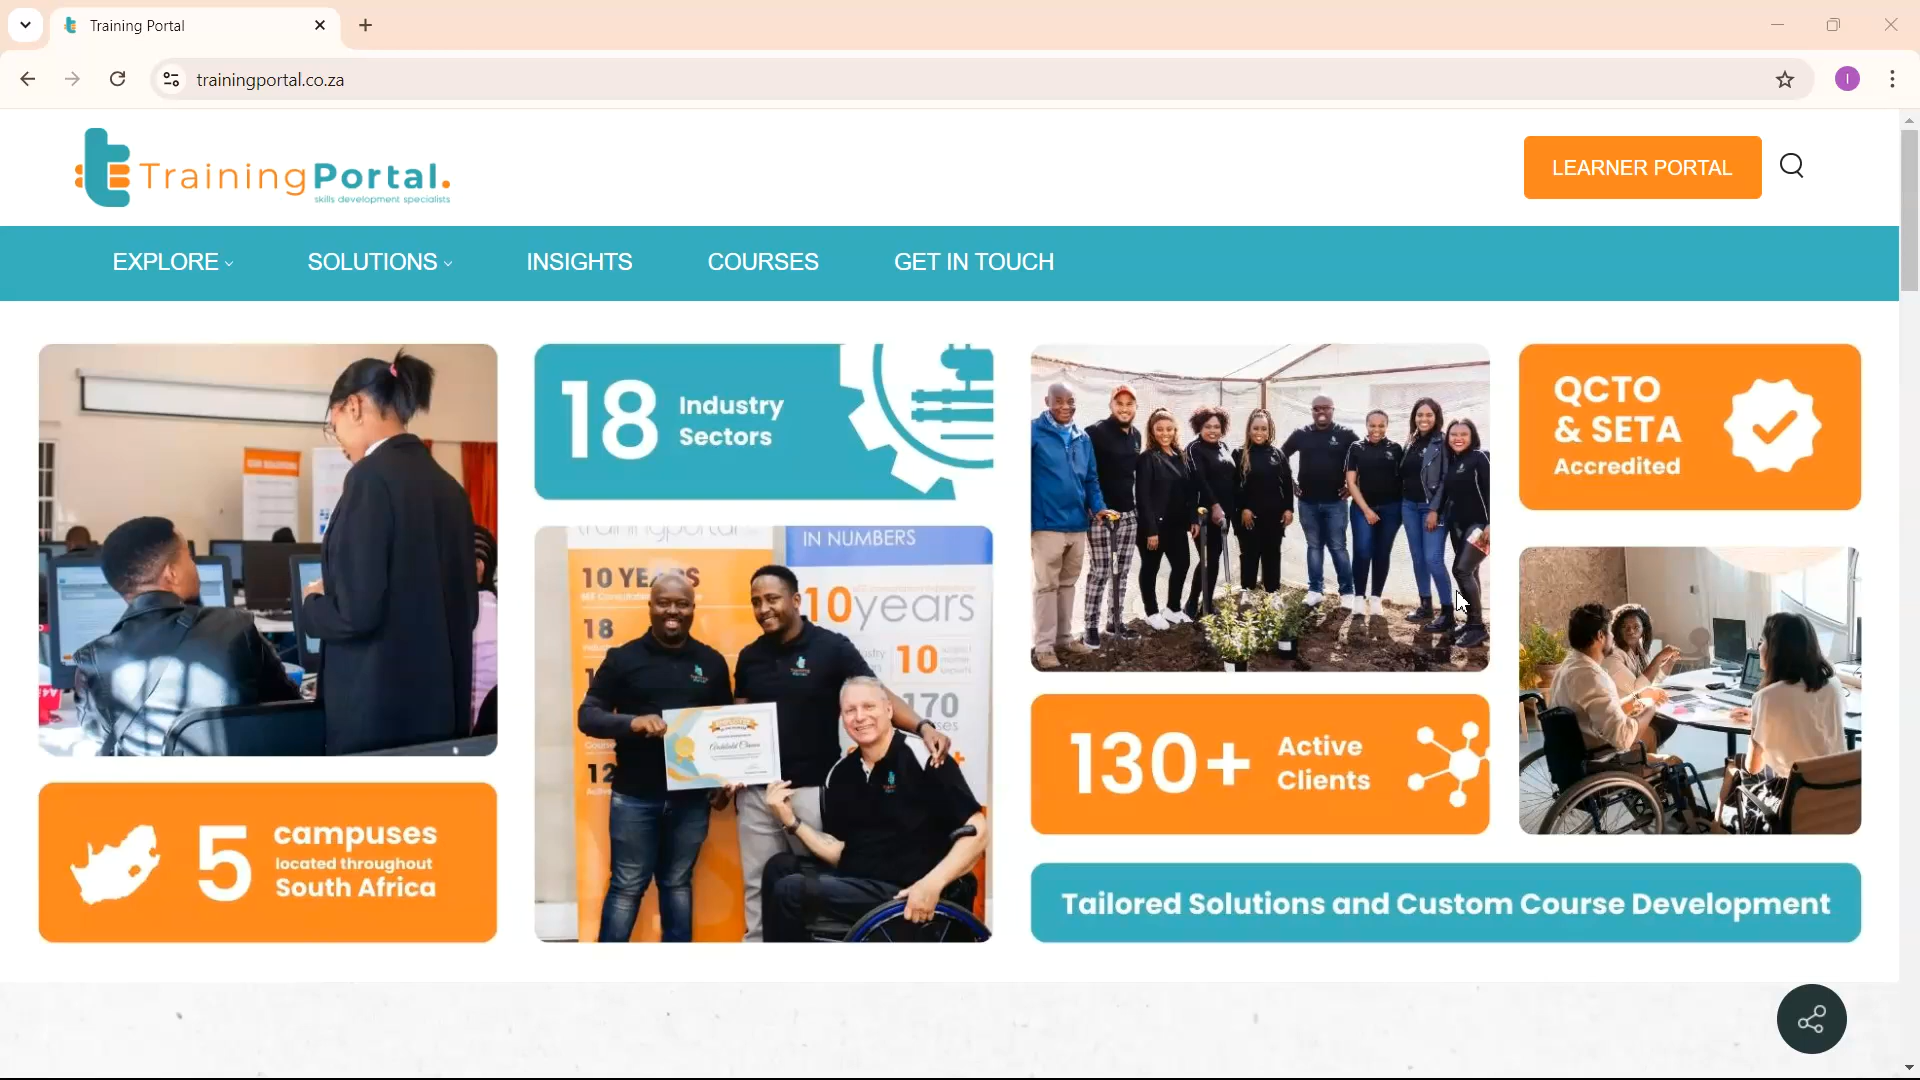 Training Portal
trainingportal.co.za
TrainingPortal.
skills development specialists
LEARNER PORTAL
EXPLORE
SOLUTIONS
INSIGHTS
COURSES
GET IN TOUCH
18 Industry
Sectors
QCTO
& SETA
Accredited
IN NUMBERS
10 YEARS
18
10years
10
170
12
130+ Active
Clients
5 campuses
located throughout
South Africa
Tailored Solutions and Custom Course Development